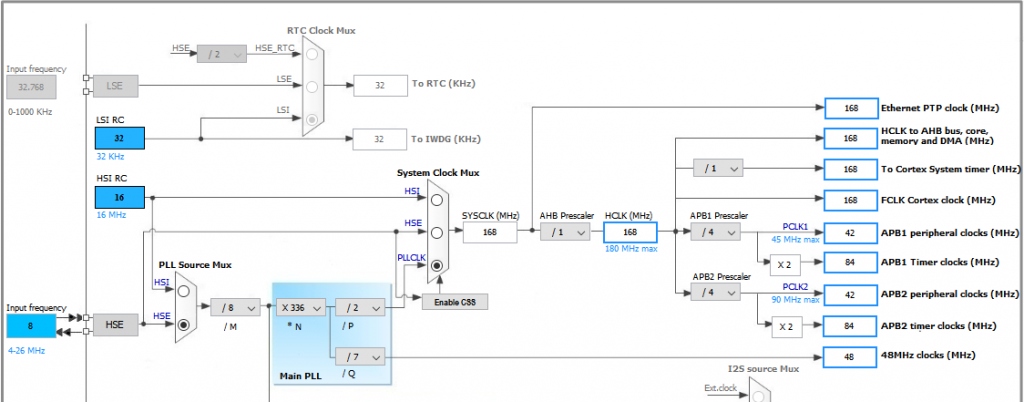 RTC Clock Mux
HSE
/ 2
HSE_RTC
Input frequency
32.768
0-1000 KHz
LSE
LSE
32
To RTC (KHz)
LSI RC
32
32 KHz
LSI
32
To IWDG (KHz)
HSI RC
16
16 MHz
System Clock Mux
HSI
HSE
PLLCLK
SYSCLK (MHz)
168
AHB Prescaler
/ 1
HCLK (MHz)
168
180 MHz max
Enable CSS
PLL Source Mux
HSI
HSE
Input frequency
8
4-26 MHz
HSE
/ 8
/ M
X 336
* N
/ 2
/ P
/ 7
/ Q
Main PLL
168
Ethernet PTP clock (MHz)
168
HCLK to AHB bus, core,
memory and DMA (MHz)
/ 1
168
To Cortex System timer (MHz)
168
FCLK Cortex clock (MHz)
APB1 Prescaler
/ 4
PCLK1
45 MHz max
42
APB1 peripheral clocks (MHz)
X 2
84
APB1 Timer clocks (MHz)
APB2 Prescaler
/ 4
PCLK2
90 MHz max
42
APB2 peripheral clocks (MHz)
X 2
84
APB2 timer clocks (MHz)
48
48MHz clocks (MHz)
I2S source Mux
Ext.clock